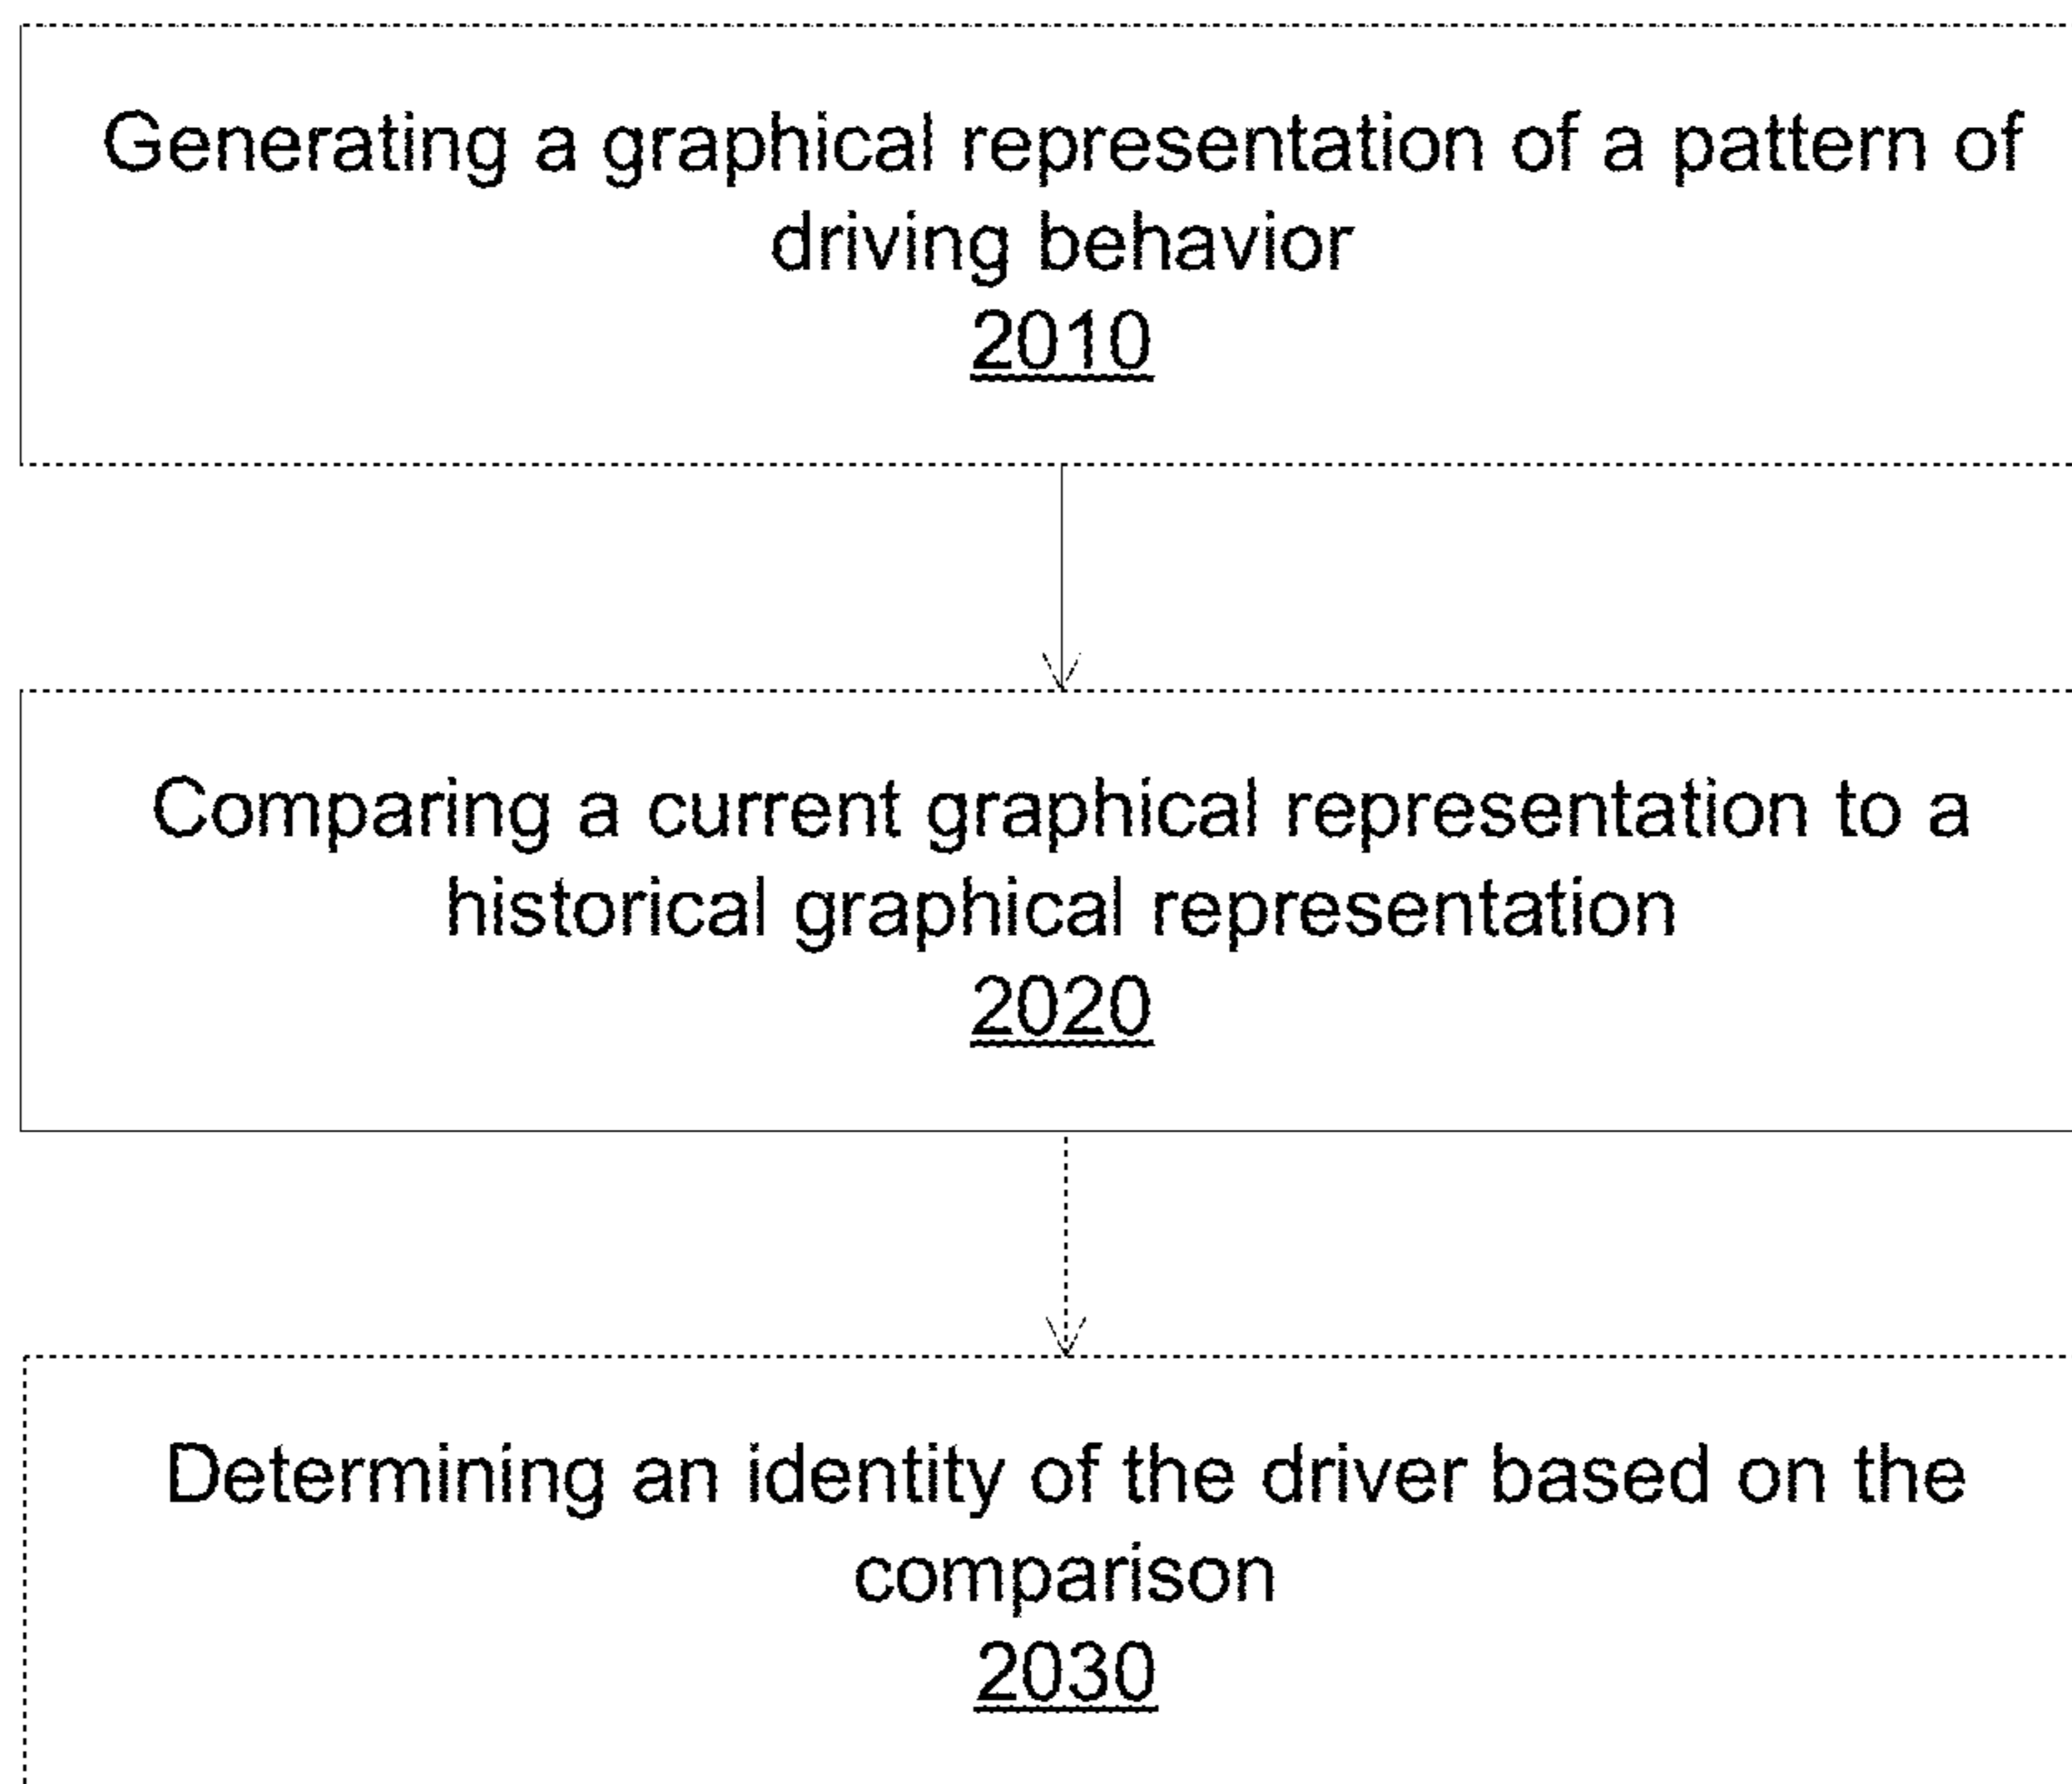 Generating a graphical representation of a pattern of
driving behavior
2010
Comparing a current graphical representation to a
historical graphical representation
2020
Determining an identity of the driver based on the
comparison
2030